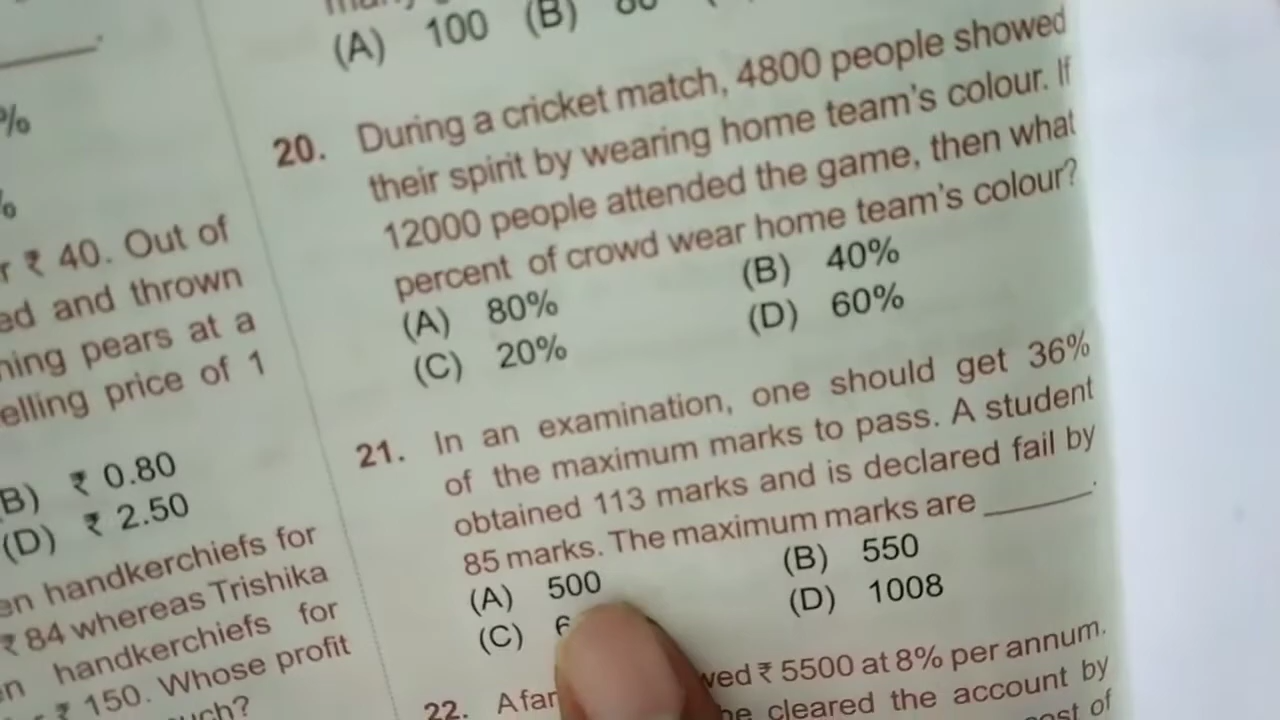 %
r ₹ 40. Out of
ed and thrown
ning pears at a
elling price of 1
B) ₹ 0.80
(D) ₹ 2.50
en handkerchiefs for
₹ 84 whereas Trishika
en handkerchiefs for
₹ 150. Whose profit
uch?
(A) 100 (B)
20. During a cricket match, 4800 people showed
their spirit by wearing home team's colour. If
12000 people attended the game, then what
percent of crowd wear home team's colour?
(A) 80% (B) 40%
(C) 20% (D) 60%
21. In an examination, one should get 36%
of the maximum marks to pass. A student
obtained 113 marks and is declared fail by
85 marks. The maximum marks are ______.
(A) 500 (B) 550
(C) (D) 1008
22. A far wed ₹ 5500 at 8% per annum.
he cleared the account by
ost of